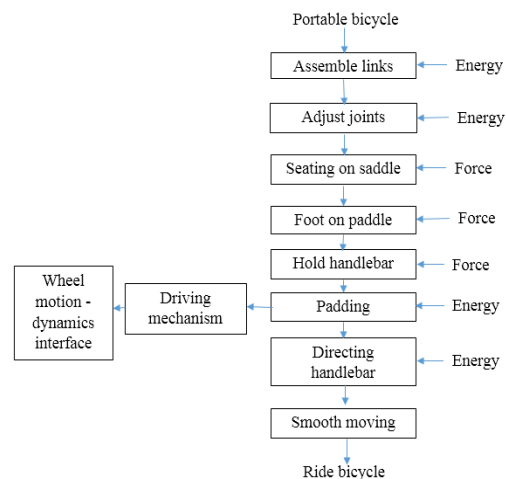 Portable bicycle
Assemble links
Energy
Adjust joints
Energy
Seating on saddle
Force
Foot on paddle
Force
Hold handlebar
Force
Wheel
motion -
dynamics
interface
Driving
mechanism
Padding
Energy
Directing
handlebar
Energy
Smooth moving
Ride bicycle